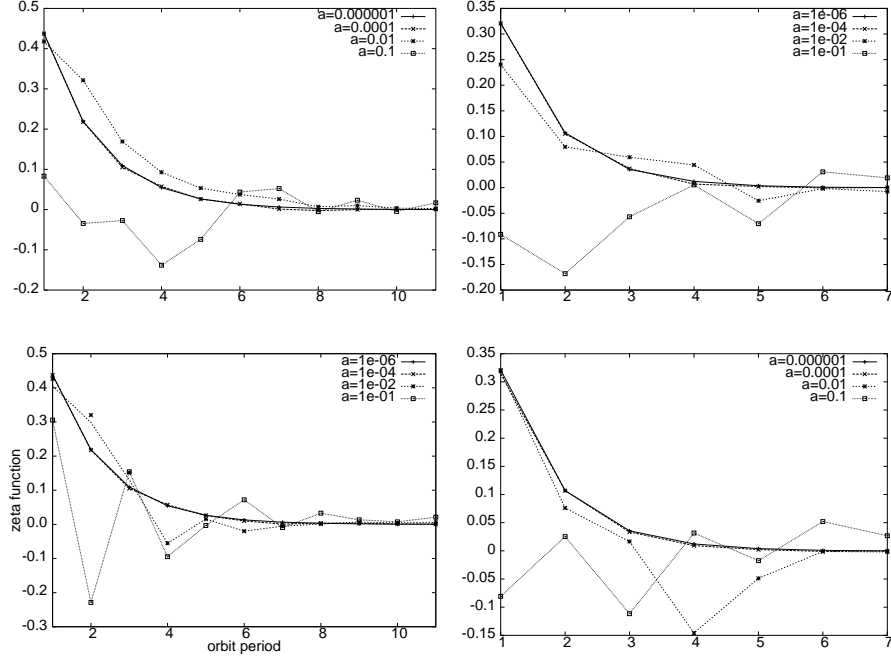 a=0.000001
a=0.0001
a=0.01
a=0.1
0.5
0.4
0.3
0.2
0.1
0
-0.1
-0.2
2 4 6 8 10
a=1e-06
a=1e-04
a=1e-02
a=1e-01
0.35
0.30
0.25
0.20
0.15
0.10
0.05
0.00
-0.05
-0.10
-0.15
-0.20
1 2 3 4 5 6 7
a=1e-06
a=1e-04
a=1e-02
a=1e-01
0.5
0.4
0.3
0.2
0.1
0.0
-0.1
-0.2
-0.3
zeta function
2 4 6 8 10
orbit period
a=0.000001
a=0.0001
a=0.01
a=0.1
0.35
0.3
0.25
0.2
0.15
0.1
0.05
0
-0.05
-0.1
-0.15
1 2 3 4 5 6 7